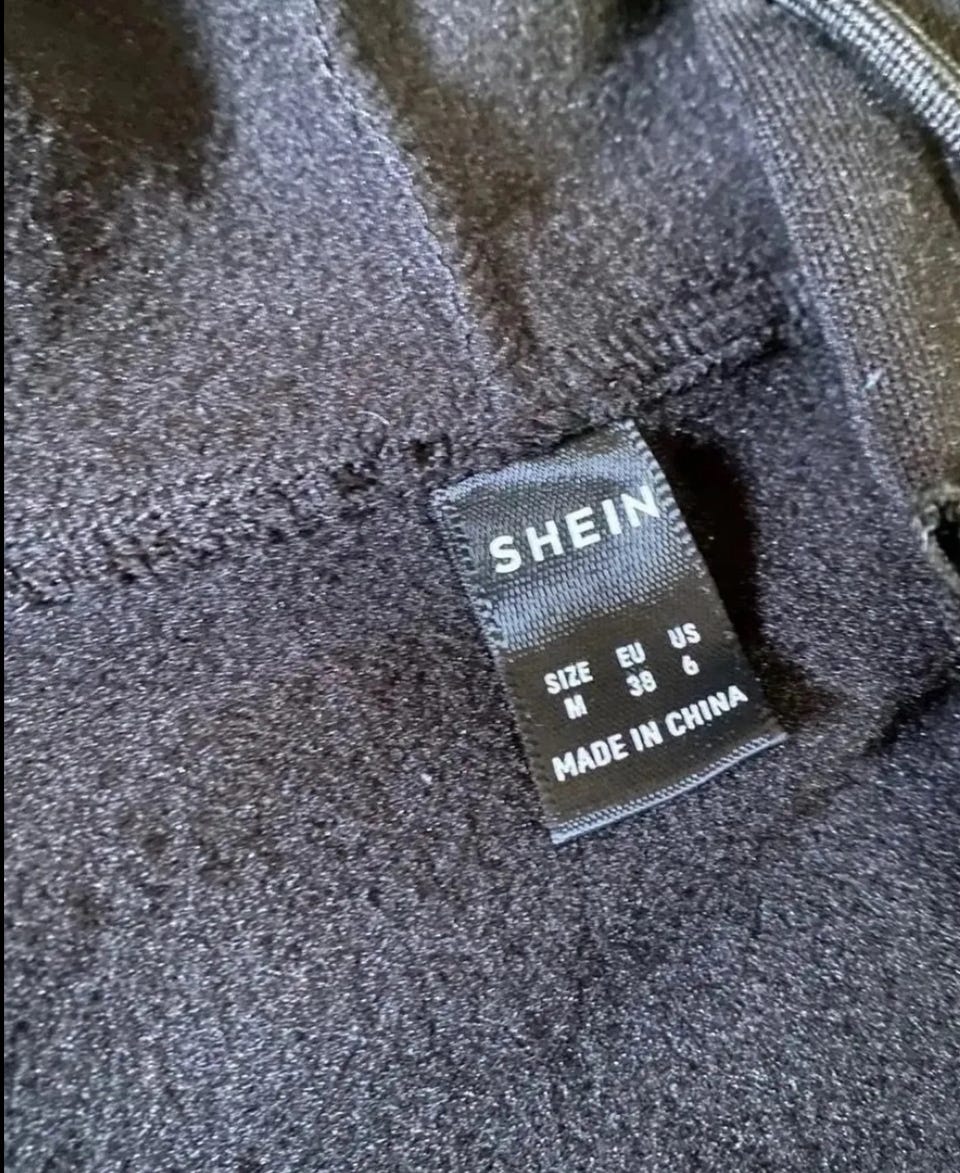 SHEIN
SIZE EU US
M 38 6
MADE IN CHINA